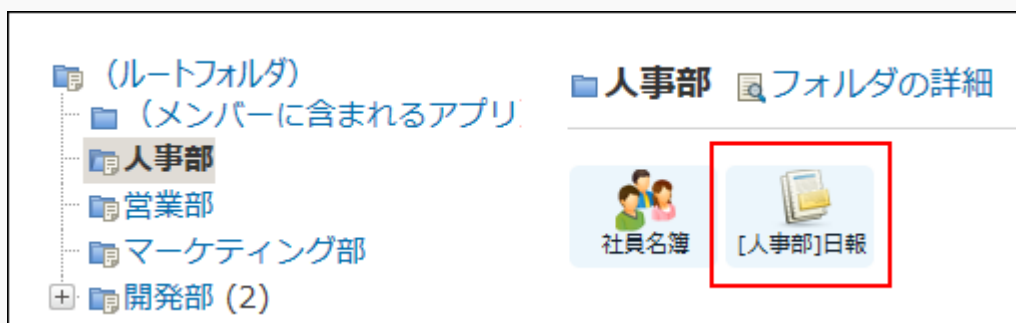 (ルートフォルダ)
(メンバーに含まれるアプリ
人事部
営業部
マーケティング部
開発部 (2)
人事部 フォルダの詳細
社員名簿
[人事部]日報